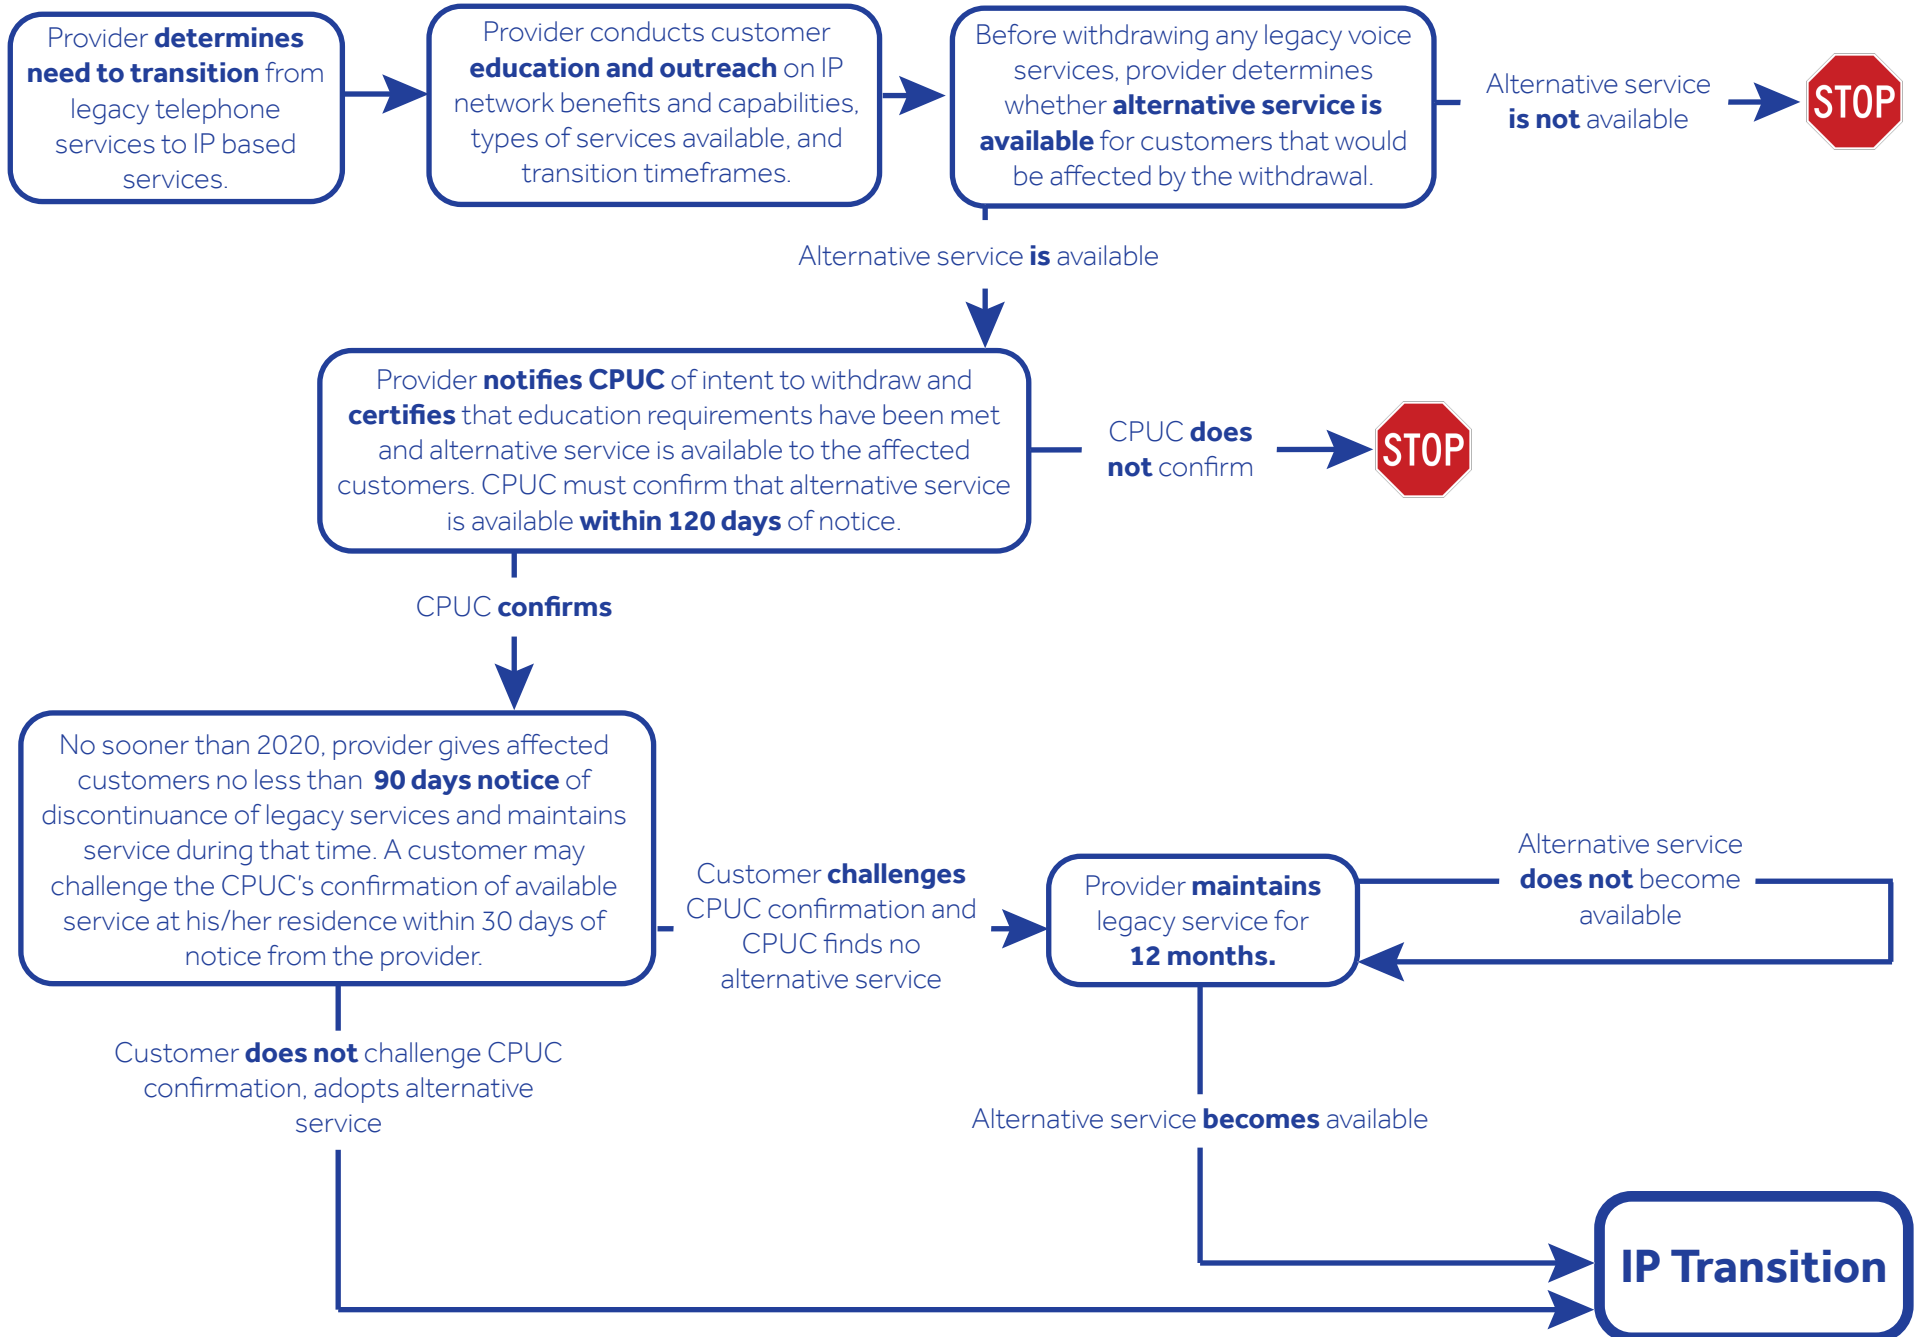 Provider determines
need to transition from
legacy telephone
services to IP based
services.
Provider conducts customer
education and outreach on IP
network benefits and capabilities,
types of services available, and
transition timeframes.
Before withdrawing any legacy voice
services, provider determines
whether alternative service is
available for customers that would
be affected by the withdrawal.
Alternative service
is not available
STOP
Alternative service is available
Provider notifies CPUC of intent to withdraw and
certifies that education requirements have been met
and alternative service is available to the affected
customers. CPUC must confirm that alternative service
is available within 120 days of notice.
CPUC does
not confirm
STOP
CPUC confirms
No sooner than 2020, provider gives affected
customers no less than 90 days notice of
discontinuance of legacy services and maintains
service during that time. A customer may
challenge the CPUC's confirmation of available
service at his/her residence within 30 days of
notice from the provider.
Customer challenges
CPUC confirmation and
CPUC finds no
alternative service
Provider maintains
legacy service for
12 months.
Alternative service
does not become
available
Customer does not challenge CPUC
confirmation, adopts alternative
service
Alternative service becomes available
IP Transition